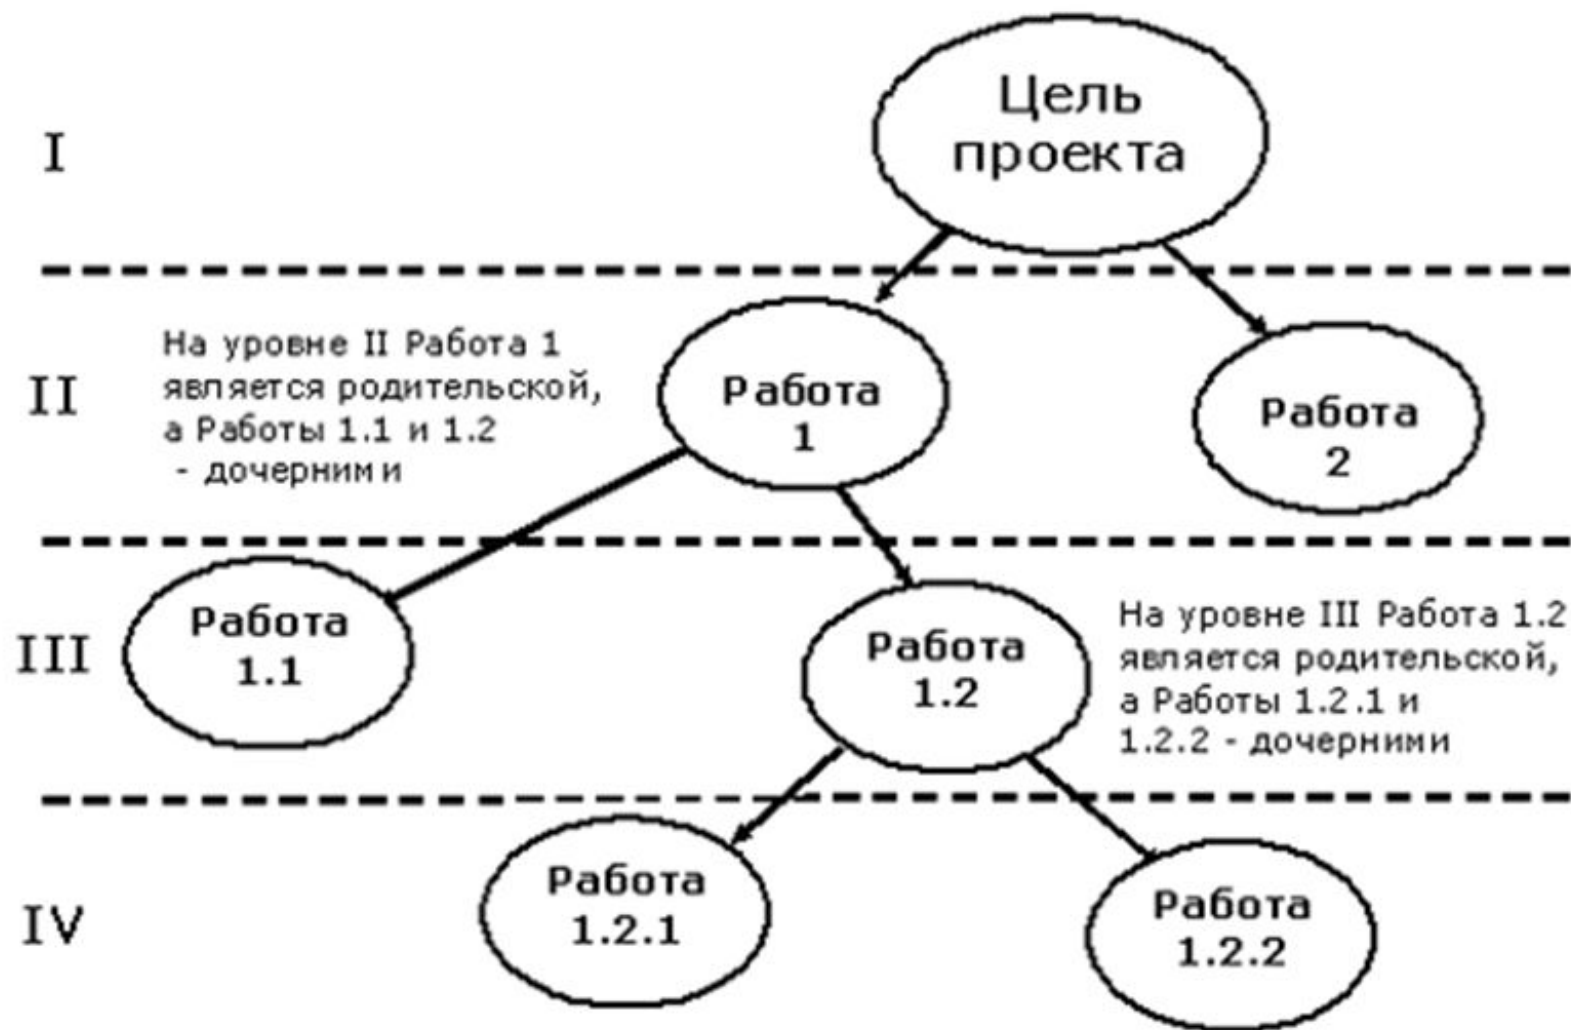 Цель
проекта
I
На уровне II Работа 1
является родительской,
а Работы 1.1 и 1.2
- дочерними
II
Работа
1
Работа
2
III
Работа
1.1
Работа
1.2
На уровне III Работа 1.2
является родительской,
а Работы 1.2.1 и
1.2.2 - дочерними
IV
Работа
1.2.1
Работа
1.2.2